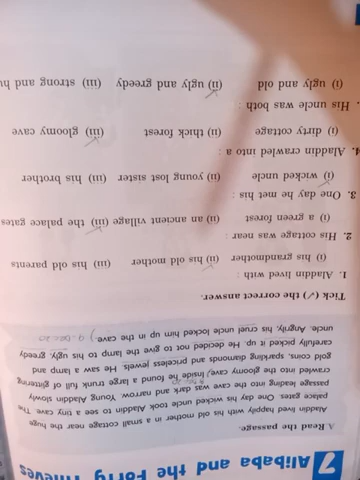 7 Alibaba and the Forty Thieves
A Read the passage.
Aladdin lived happily with his old mother in a small cottage near the huge
palace gates. One day his wicked uncle took Aladdin to see a tiny cave. The
passage leading into the cave was dark and narrow. Young Aladdin slowly
crawled into the gloomy cave. Inside he found a large trunk full of glittering
gold coins, sparkling diamonds and priceless jewels. He saw a lamp and
carefully picked it up. He decided not to give the lamp to his ugly, greedy
uncle. Angrily, his cruel uncle locked him up in the cave.
Tick (✓) the correct answer.
1. Aladdin lived with :
(i) his grandmother (ii) his old mother (iii) his old parents
2. His cottage was near :
(i) a green forest (ii) an ancient village (iii) the palace gates
3. One day he met his :
(i) wicked uncle (ii) young lost sister (iii) his brother
4. Aladdin crawled into a :
(i) dirty cottage (ii) thick forest (iii) gloomy cave
. His uncle was both :
(i) ugly and old (ii) ugly and greedy (iii) strong and